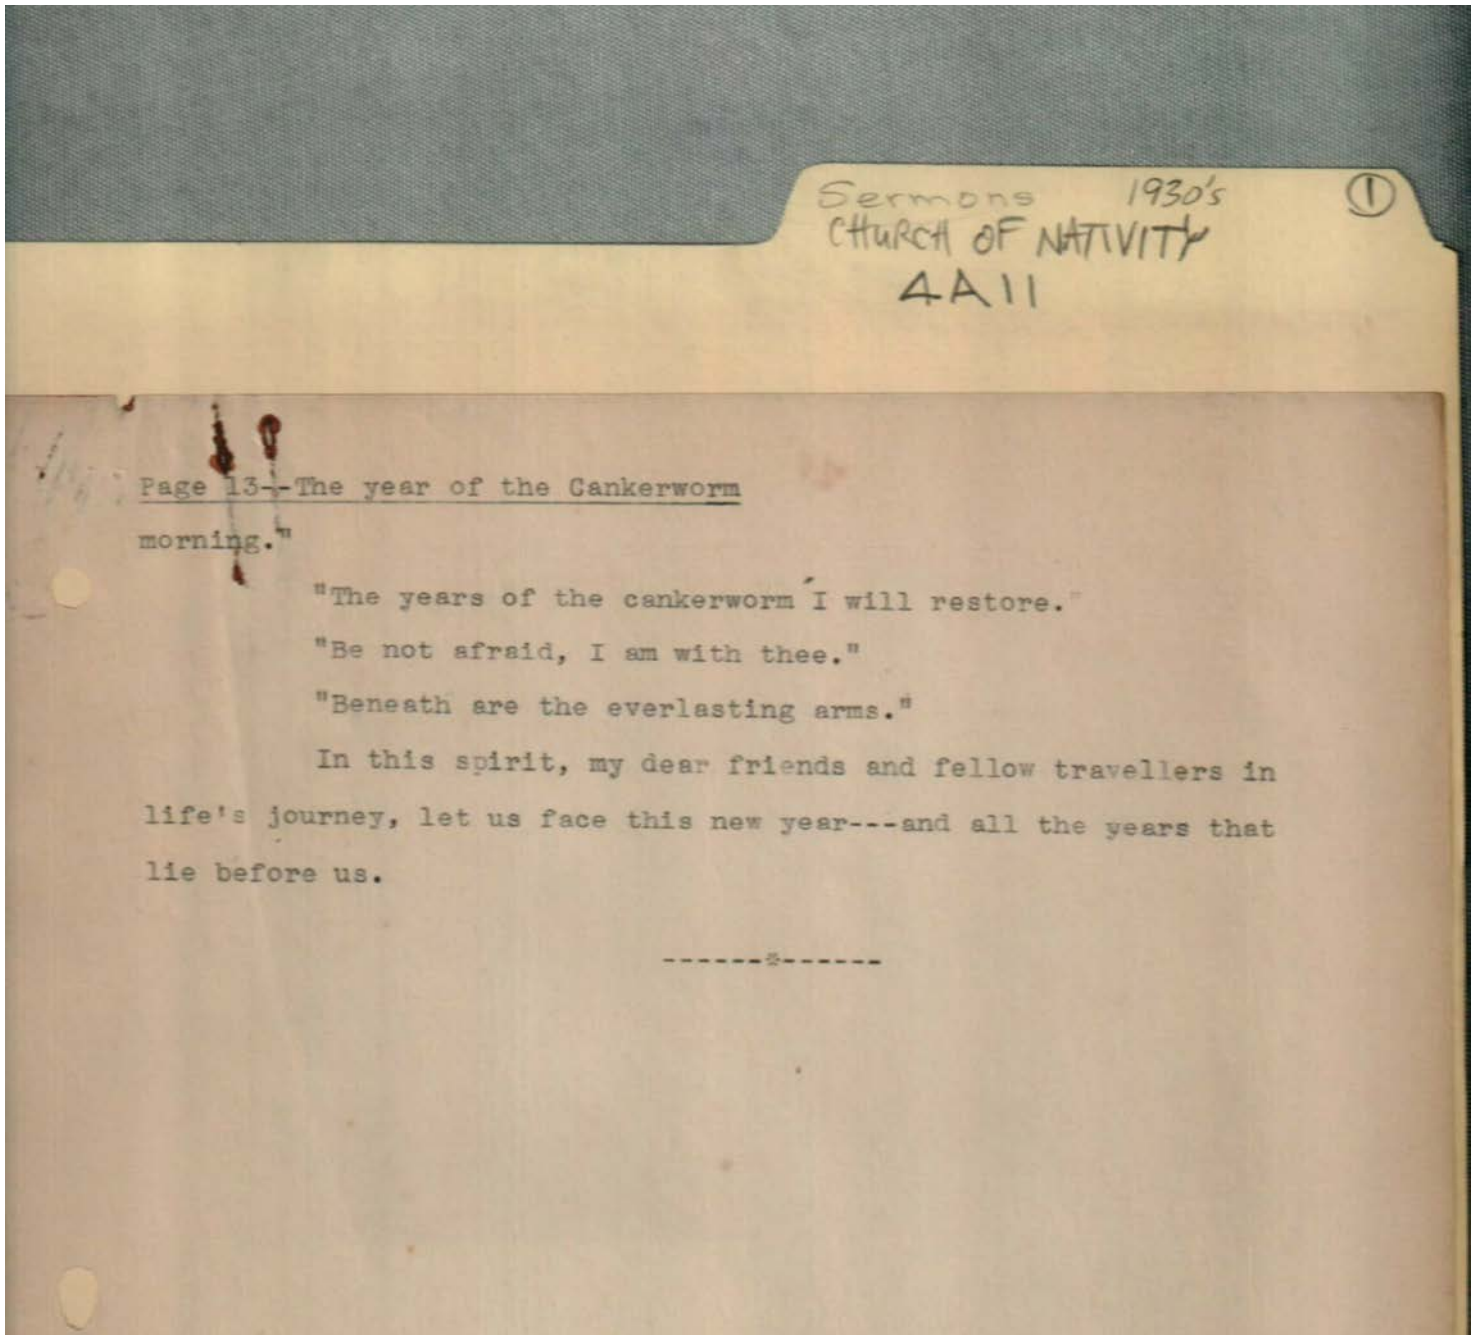 Sermons 1930's ①
CHURCH OF NATIVITY
4A11
Page 13--The year of the Cankerworm
morning."
"The years of the cankerworm I will restore."
"Be not afraid, I am with thee."
"Beneath are the everlasting arms."
In this spirit, my dear friends and fellow travellers in
life's journey, let us face this new year---and all the years that
lie before us.
------*------